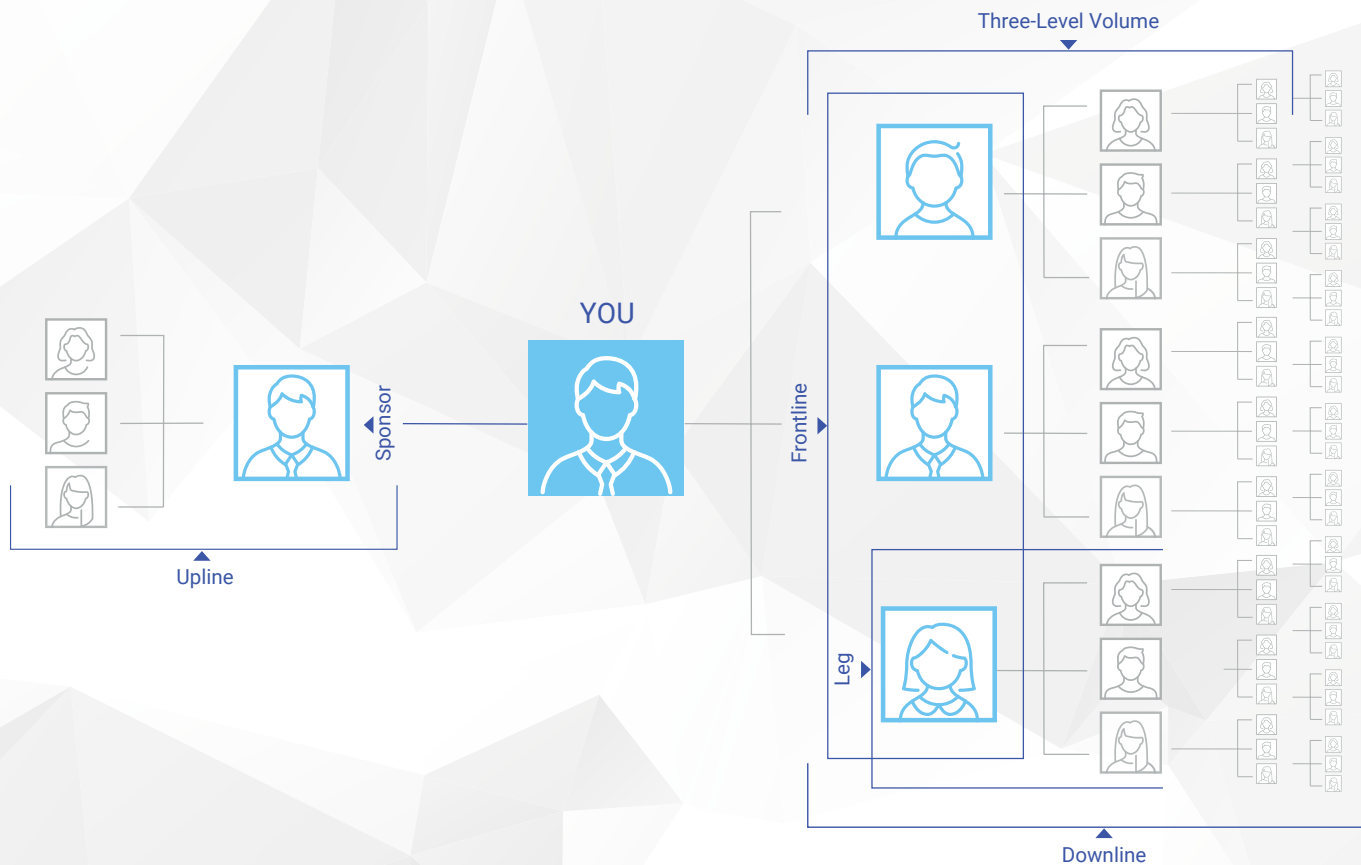 Three-Level Volume
YOU
Sponsor
Frontline
Upline
Leg
Downline